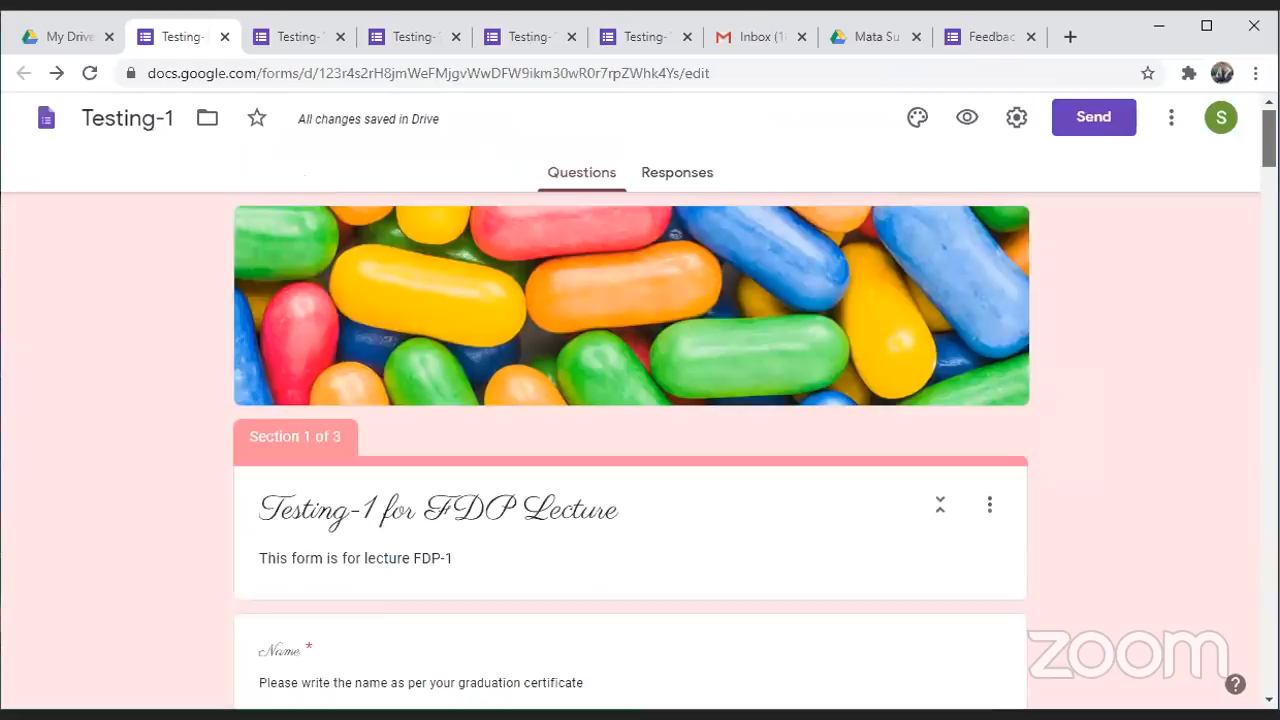 My Drive
Testing-
Testing-
Testing-
Testing-
Testing-
Inbox (1
Mata Su
Feedbac
docs.google.com/forms/d/123r4s2rH8jmWeFMJgvWwDFW9ikm30wR0r7rpZWhk4Ys/edit
Testing-1
All changes saved in Drive
Send
S
Questions
Responses
Section 1 of 3
Testing-1 for FDP Lecture
This form is for lecture FDP-1
Name *
Please write the name as per your graduation certificate
zoom